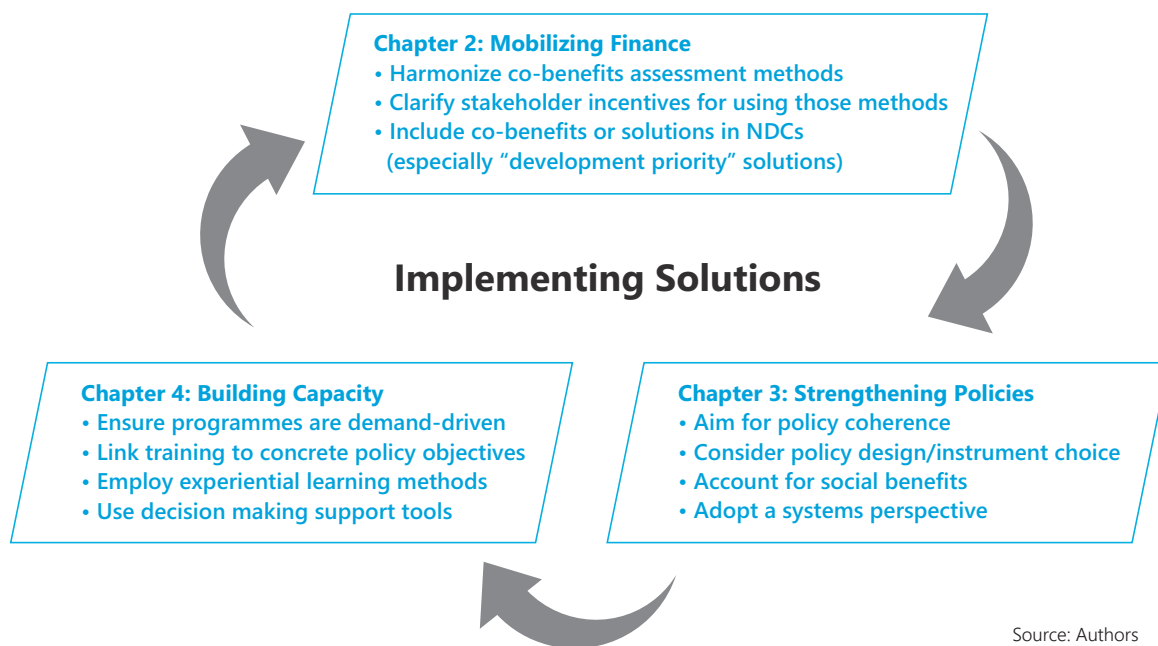 Chapter 2: Mobilizing Finance
• Harmonize co-benefits assessment methods
• Clarify stakeholder incentives for using those methods
• Include co-benefits or solutions in NDCs
(especially “development priority” solutions)
Implementing Solutions
Chapter 4: Building Capacity
• Ensure programmes are demand-driven
• Link training to concrete policy objectives
• Employ experiential learning methods
• Use decision making support tools
Chapter 3: Strengthening Policies
• Aim for policy coherence
• Consider policy design/instrument choice
• Account for social benefits
• Adopt a systems perspective
Source: Authors